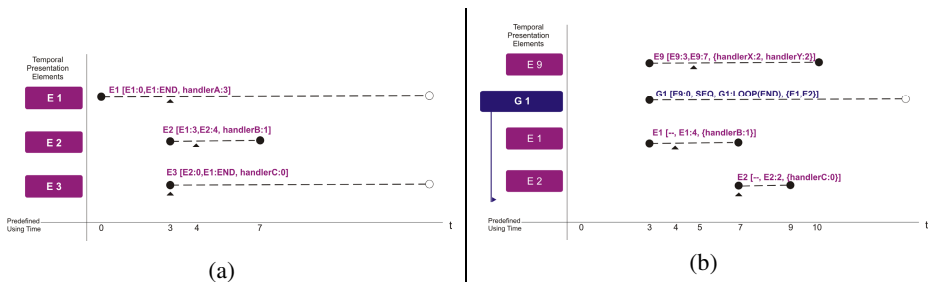 Temporal
Presentation
Elements
E 1
E1 [E1:0,E1:END, handlerA:3]
E 2
E2 [E1:3,E2:4, handlerB:1]
E 3
E3 [E2:0,E1:END, handlerC:0]
Predefined
Using Time
0 3 4 7 t
(a)
Temporal
Presentation
Elements
E 9
E9 [E9:3,E9:7, {handlerX:2, handlerY:2}]
G 1
G1 [E9:0, SEQ, G1:LOOP(END), {E1,E2}]
E 1
E1 [--, E1:4, {handlerB:1}]
E 2
E2 [--, E2:2, {handlerC:0}]
Predefined
Using Time
0 3 4 5 7 9 10 t
(b)